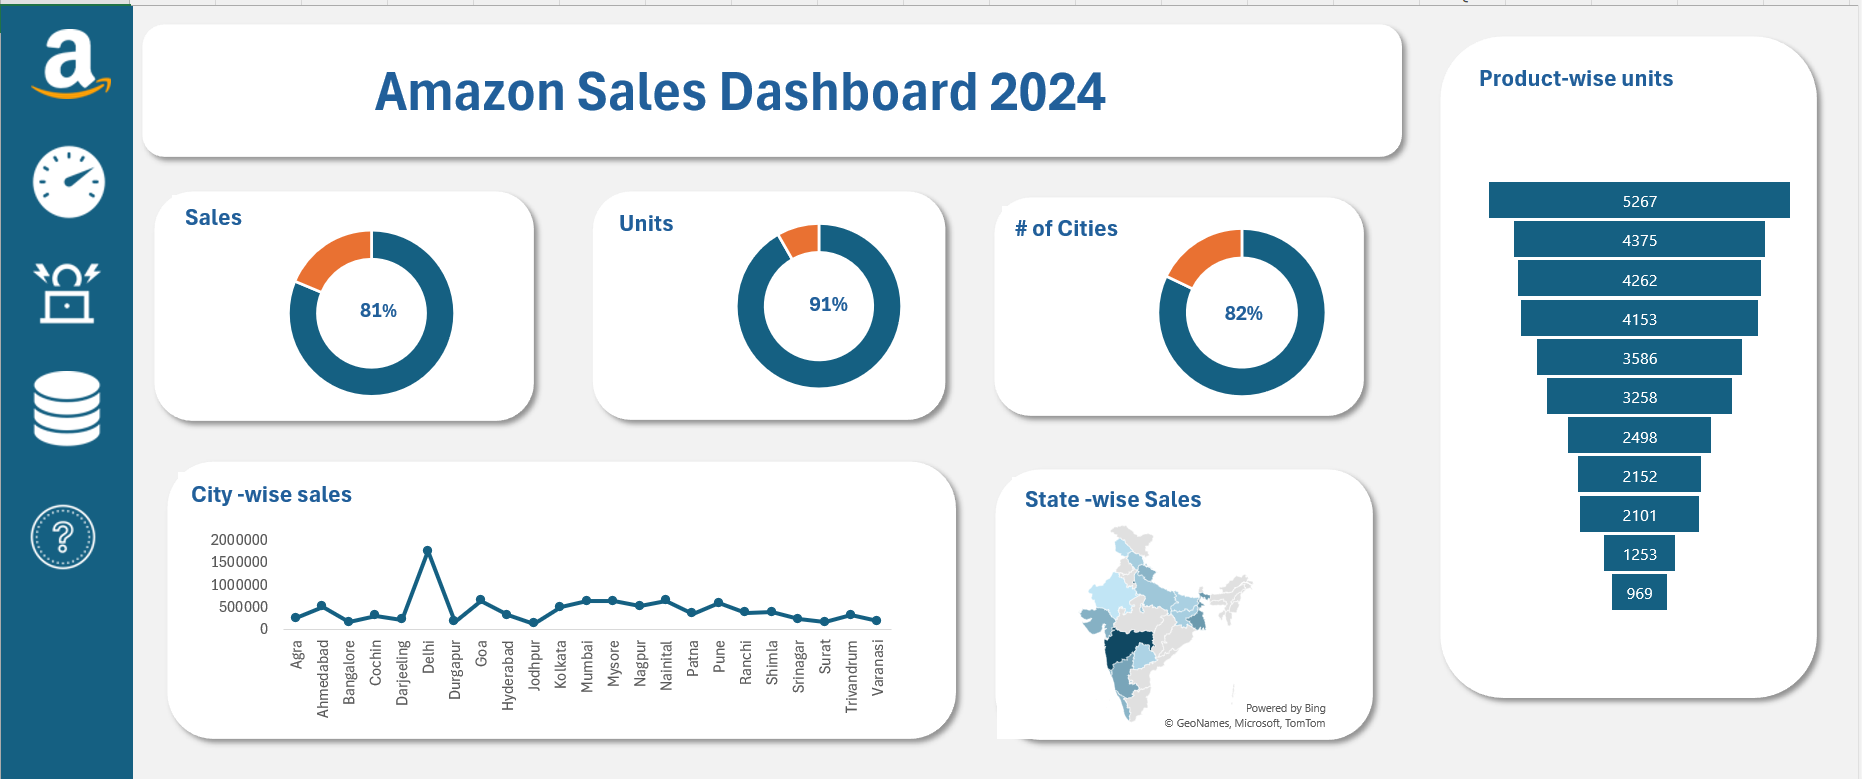 a
Amazon Sales Dashboard 2024
Product-wise units
5267
4375
4262
4153
3586
3258
2498
2152
2101
1253
969
Sales
81%
Units
91%
# of Cities
82%
?
City -wise sales
2000000
1500000
1000000
500000
0
Agra
Ahmedabad
Bangalore
Cochin
Darjeeling
Delhi
Durgapur
Goa
Hyderabad
Jodhpur
Kolkata
Mumbai
Mysore
Nagpur
Nainital
Patna
Pune
Ranchi
Shimla
Srinagar
Surat
Trivandrum
Varanasi
State -wise Sales
Powered by Bing
© GeoNames, Microsoft, TomTom